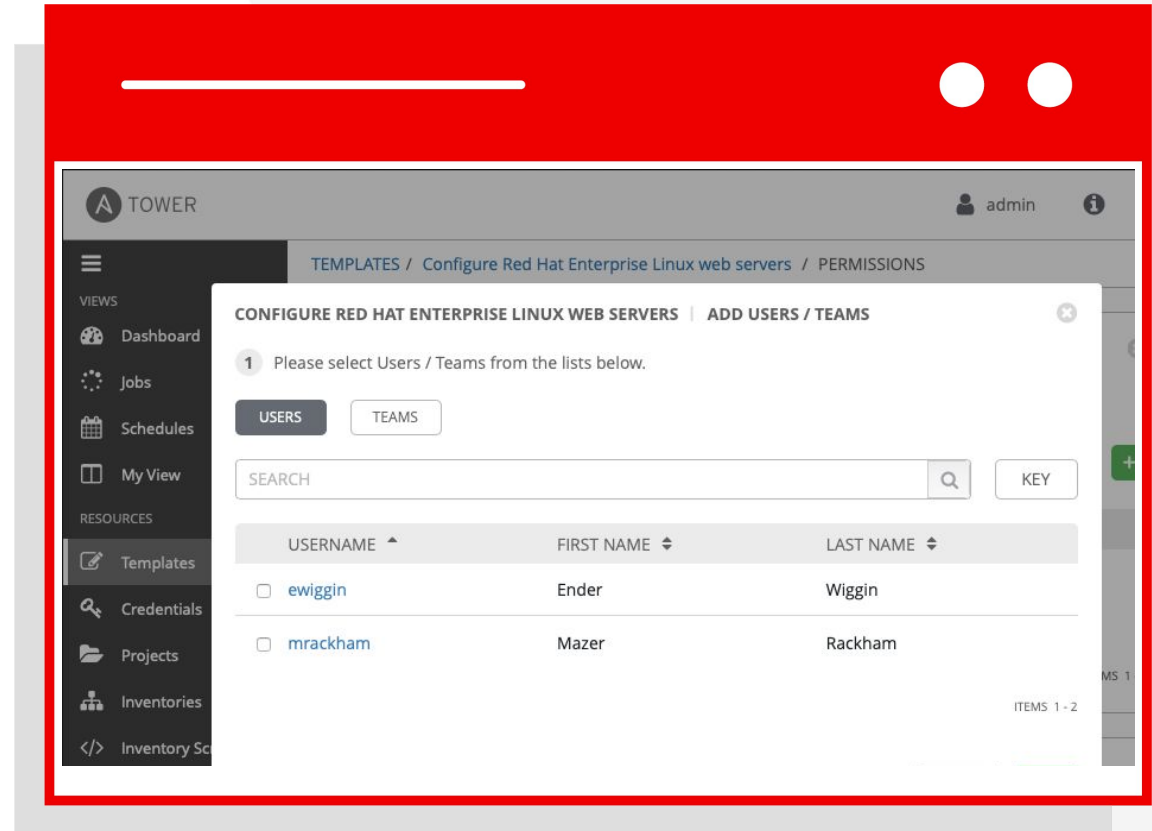 TOWER
admin
TEMPLATES / Configure Red Hat Enterprise Linux web servers / PERMISSIONS
VIEWS
CONFIGURE RED HAT ENTERPRISE LINUX WEB SERVERS | ADD USERS / TEAMS
Dashboard
1 Please select Users / Teams from the lists below.
Jobs
USERS
TEAMS
Schedules
My View
SEARCH
KEY
RESOURCES
USERNAME FIRST NAME LAST NAME
Templates
ewiggin Ender Wiggin
Credentials
mrackham Mazer Rackham
Projects
Inventories
ITEMS 1 - 2
Inventory